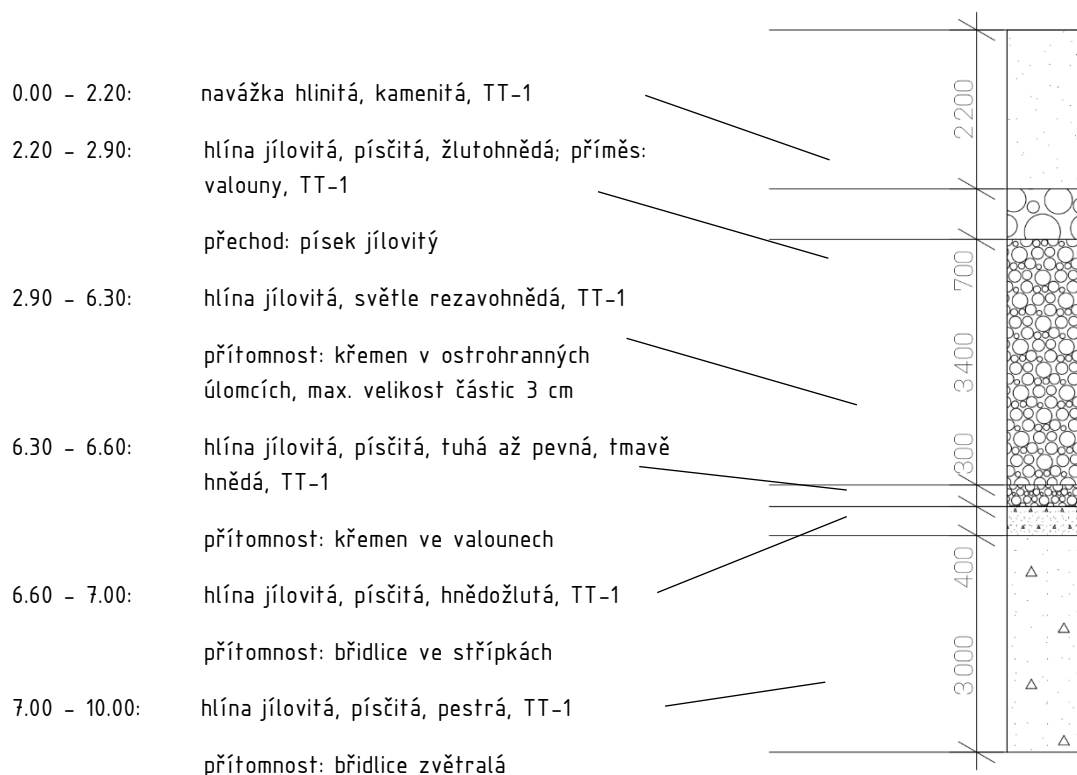 0.00 - 2.20: navážka hlinitá, kamenitá, TT-1
2.20 - 2.90: hlína jílovitá, písčitá, žlutohnědá; příměs:
valouny, TT-1
přechod: písek jílovitý
2.90 - 6.30: hlína jílovitá, světle rezavohnědá, TT-1
přítomnost: křemen v ostrohranných
úlomcích, max. velikost částic 3 cm
6.30 - 6.60: hlína jílovitá, písčitá, tuhá až pevná, tmavě
hnědá, TT-1
přítomnost: křemen ve valounech
6.60 - 7.00: hlína jílovitá, písčitá, hnědožlutá, TT-1
přítomnost: břidlice ve střípkách
7.00 - 10.00: hlína jílovitá, písčitá, pestrá, TT-1
přítomnost: břidlice zvětralá
2200
700
3400
300
400
3000